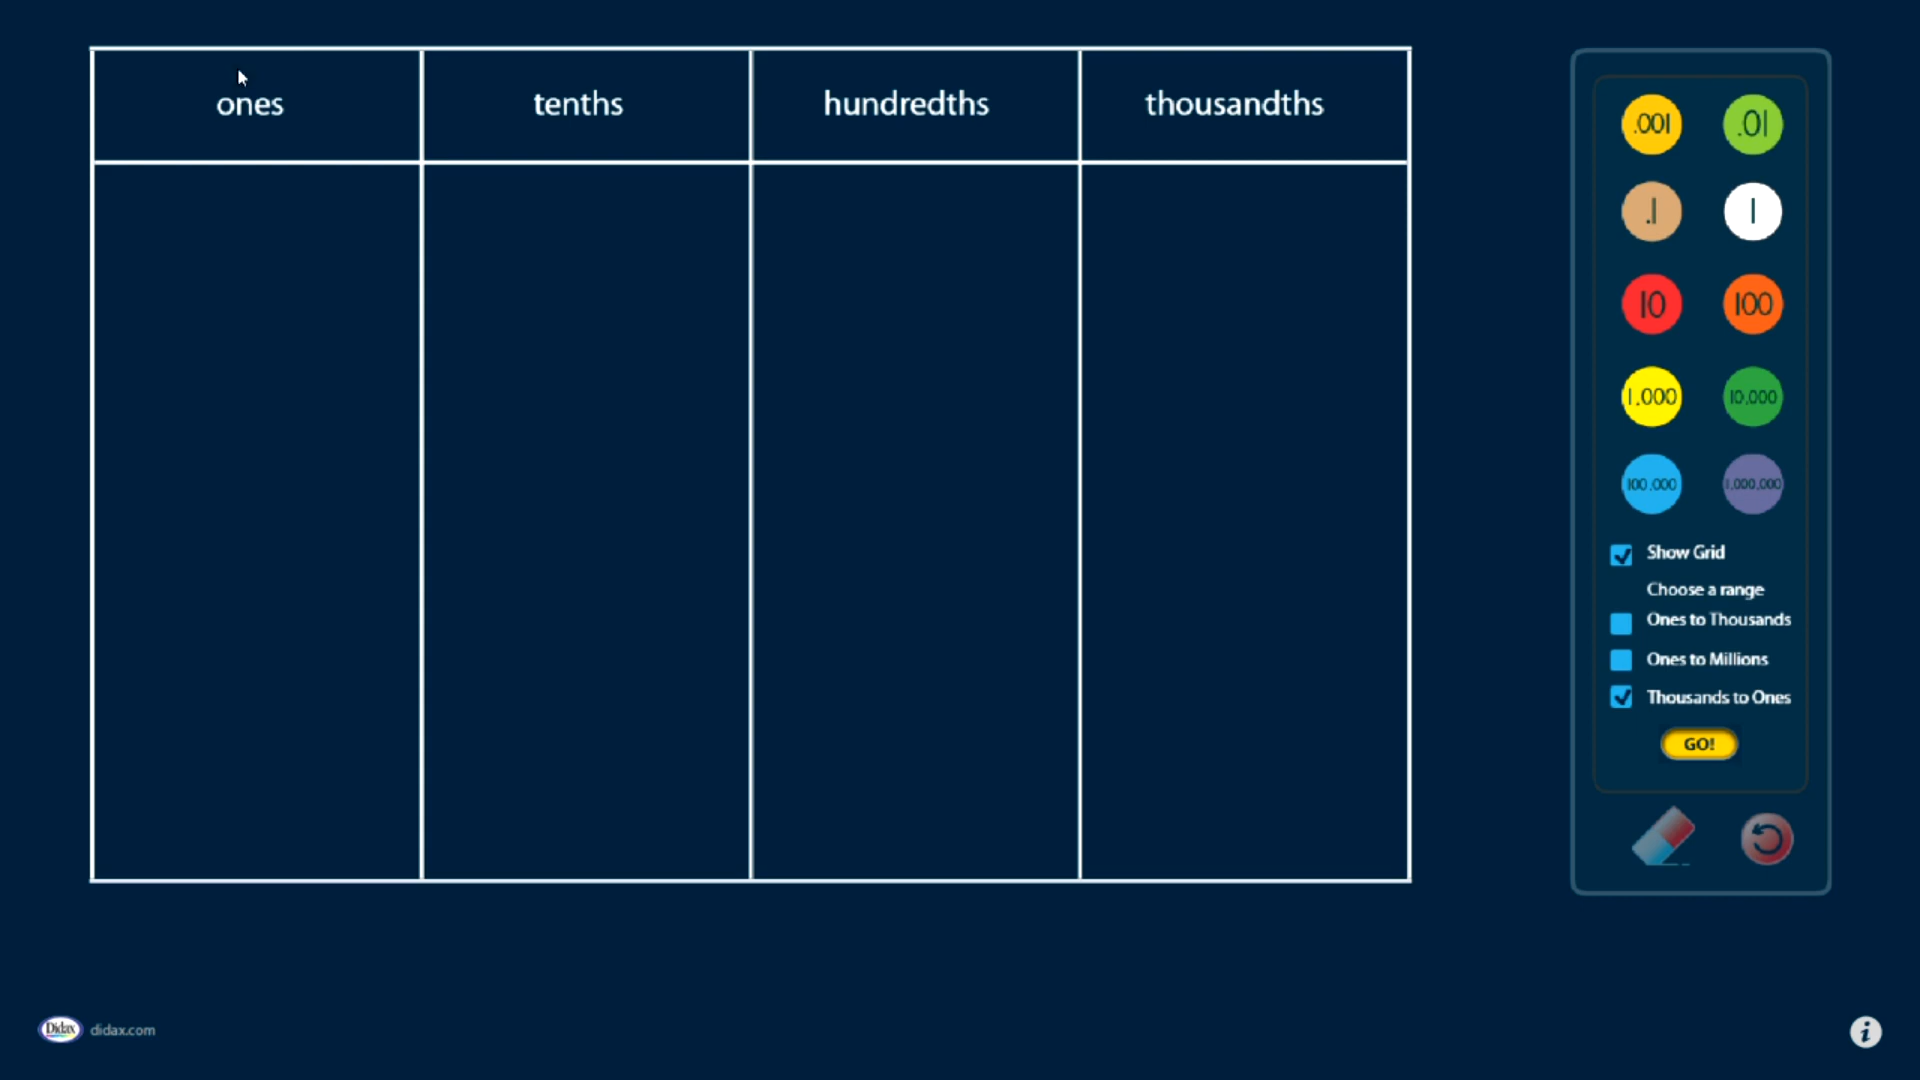 ones tenths hundredths thousandths
.001 .01
.1 1
10 100
1,000 10,000
100,000 1,000,000
Show Grid
Choose a range
Ones to Thousands
Ones to Millions
Thousands to Ones
GO!
Didax didax.com
i